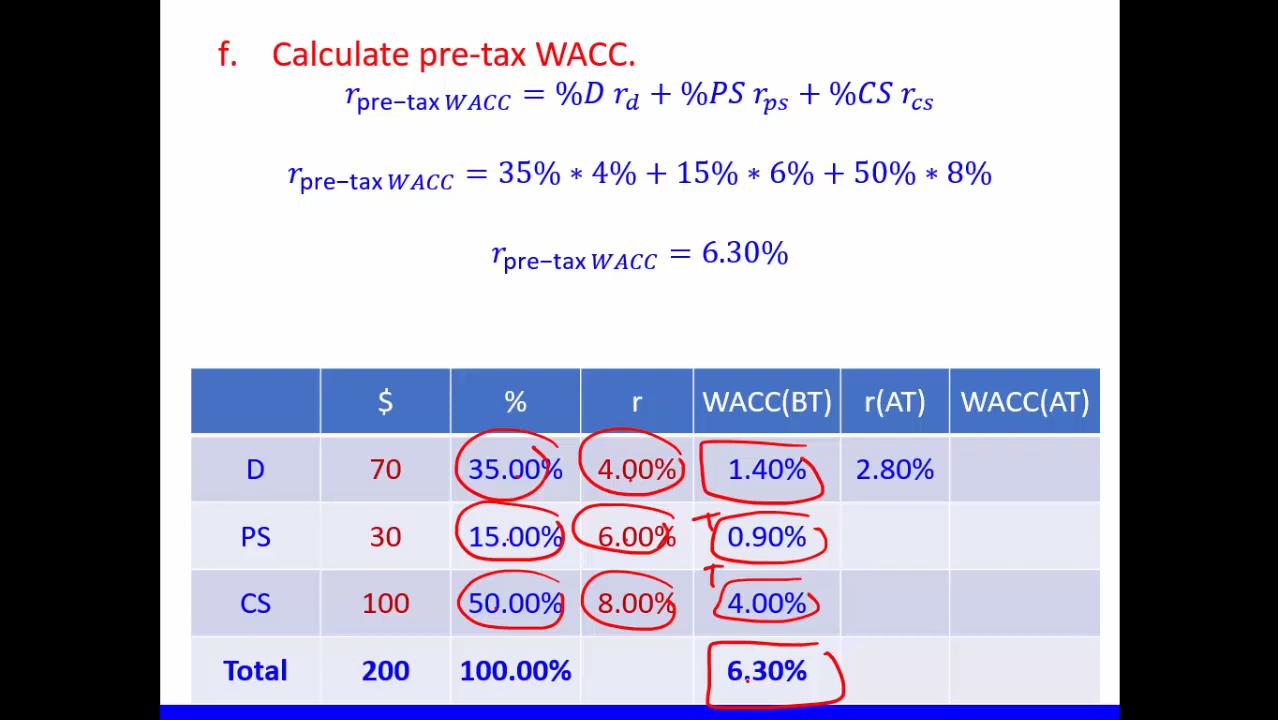 f. Calculate pre-tax WACC.
r pre−tax WACC = %D r_d + %PS r_ps + %CS r_cs
r pre−tax WACC = 35% ∗ 4% + 15% ∗ 6% + 50% ∗ 8%
r pre−tax WACC = 6.30%
$ % r WACC(BT) r(AT) WACC(AT)
D 70 35.00% 4.00% 1.40% 2.80%
PS 30 15.00% 6.00% + 0.90%
CS 100 50.00% 8.00% + 4.00%
Total 200 100.00% 6.30%